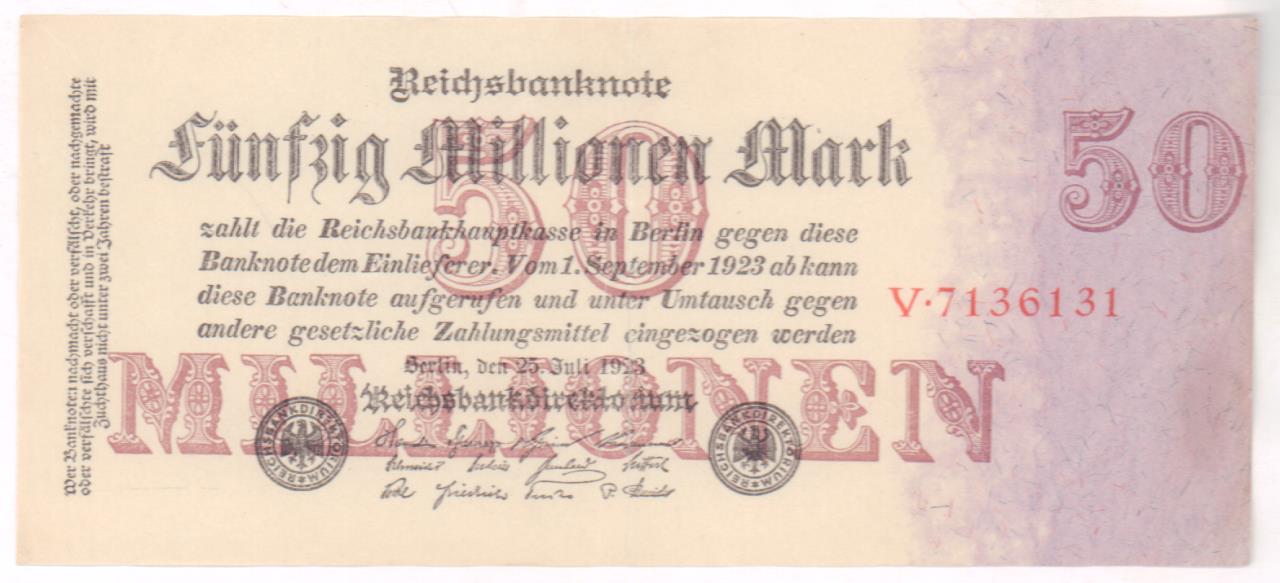 Reichsbanknote
Fünfzig Millionen Mark
50
50
zahlt die Reichsbankhauptkasse in Berlin gegen diese
Banknote dem Einlieferer. Vom 1. September 1923 ab kann
diese Banknote aufgerufen und unter Umtausch gegen
andere gesetzliche Zahlungsmittel eingezogen werden
V·7136131
MILLIONEN
Berlin, den 25. Juli 1923
Reichsbankdirektorium
REICHSBANKDIREKTORIUM
REICHSBANKDIREKTORIUM
Wer Banknoten nachmacht oder verfälscht, oder nachgemachte
oder verfälschte sich verschafft und in Verkehr bringt, wird mit
Zuchthaus nicht unter zwei Jahren bestraft